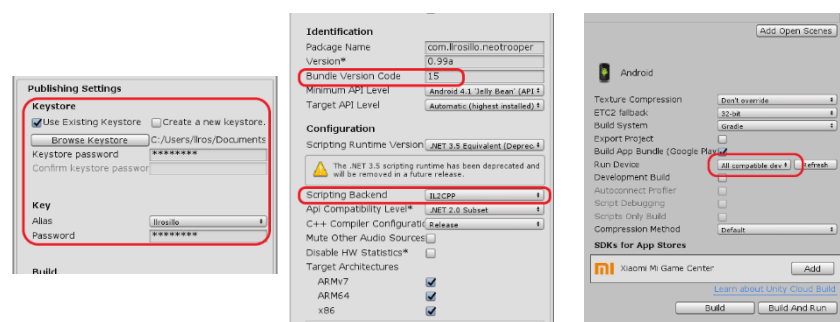 Publishing Settings
Keystore
Use Existing Keystore Create a new keystore.
Browse Keystore C:/Users/llros/Documents
Keystore password ********
Confirm keystore passwor
Key
Alias llrosillo
Password ********
Build
Identification
Package Name com.llrosillo.neotrooper
Version* 0.99a
Bundle Version Code 15
Minimum API Level Android 4.1 'Jelly Bean' (API
Target API Level Automatic (highest installed)
Configuration
Scripting Runtime Version .NET 3.5 Equivalent (Deprec
The .NET 3.5 scripting runtime has been deprecated and
will be removed in a future release.
Scripting Backend IL2CPP
Api Compatibility Level* .NET 2.0 Subset
C++ Compiler Configurati Release
Mute Other Audio Sources
Disable HW Statistics*
Target Architectures
ARMv7
ARM64
x86
Add Open Scenes
Android
Texture Compression Don't override
ETC2 fallback 32-bit
Build System Gradle
Export Project
Build App Bundle (Google Play
Run Device All compatible dev Refresh
Development Build
Autoconnect Profiler
Script Debugging
Scripts Only Build
Compression Method Default
SDKs for App Stores
Xiaomi Mi Game Center Add
Learn about Unity Cloud Build
Build Build And Run